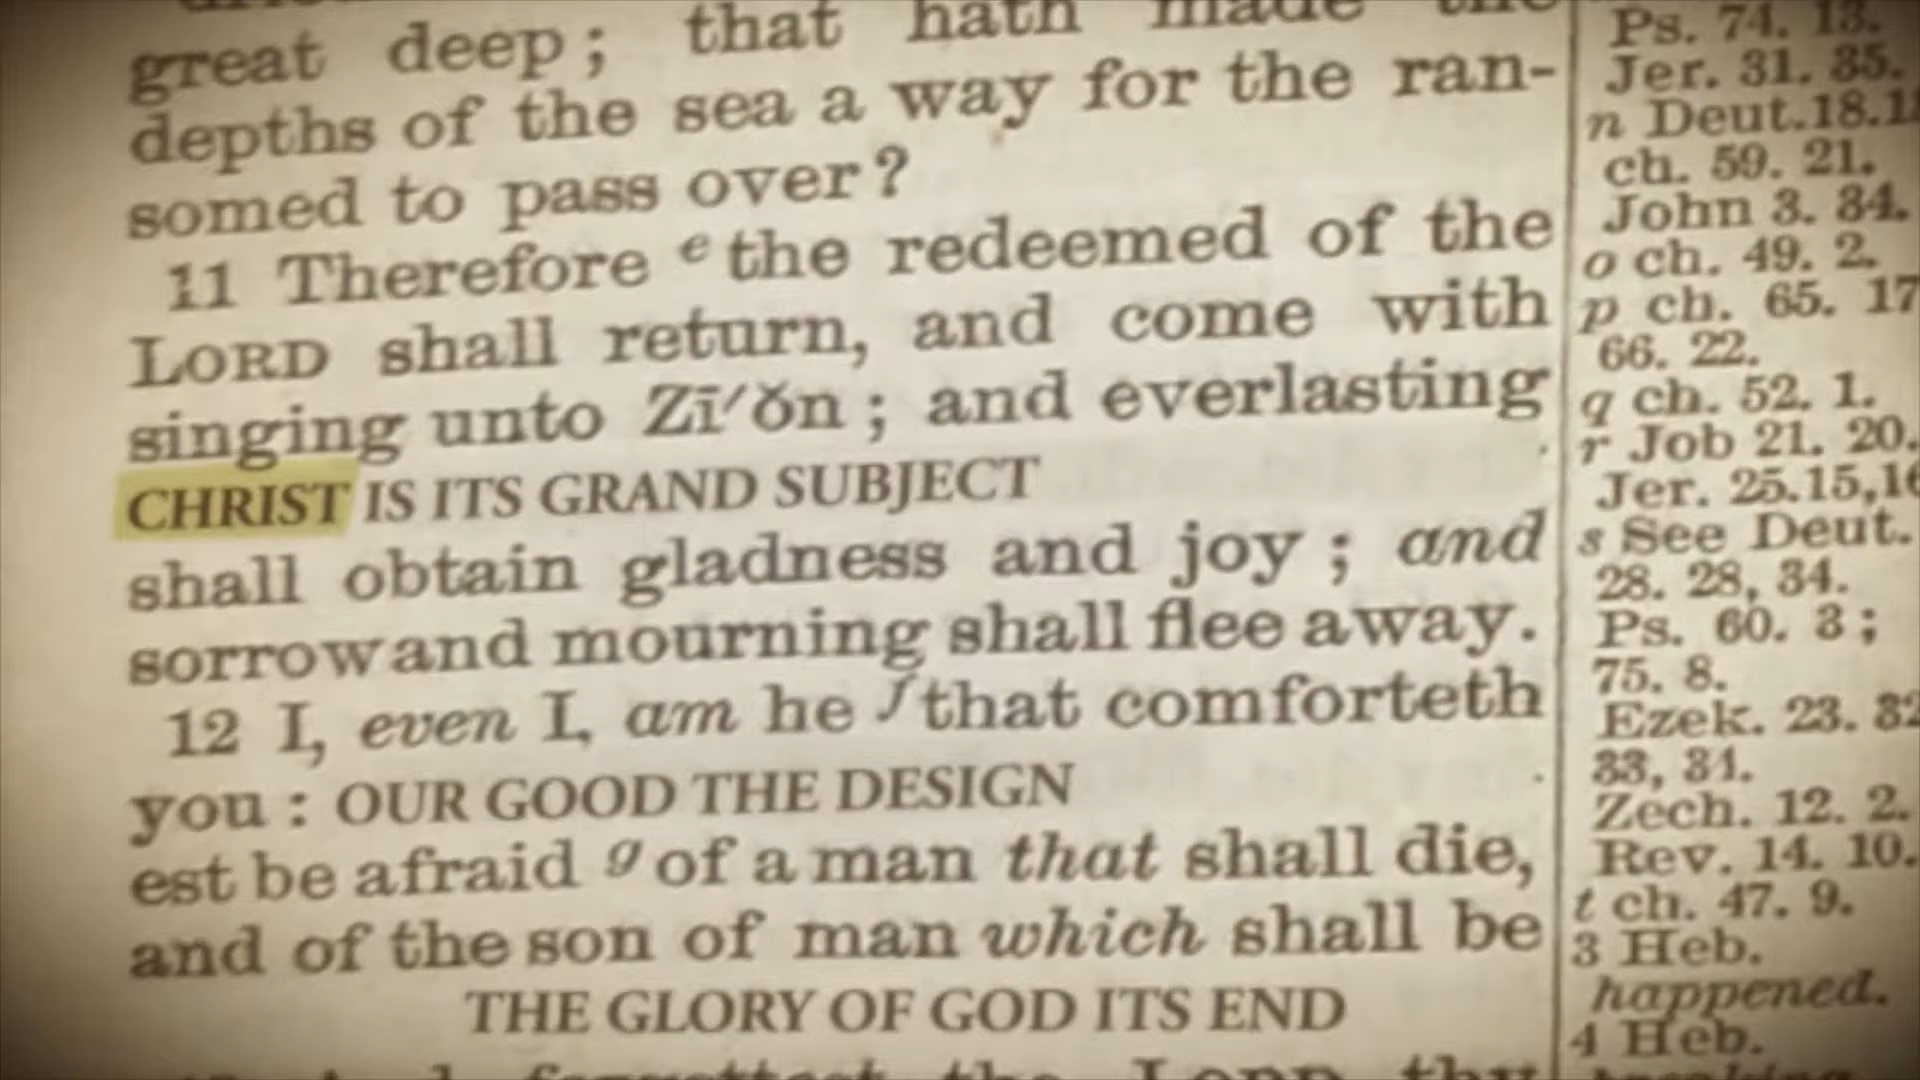 great deep; that hath made the
depths of the sea a way for the ran-
somed to pass over?
11 Therefore e the redeemed of the
LORD shall return, and come with
singing unto Zī′ŏn; and everlasting
CHRIST IS ITS GRAND SUBJECT
shall obtain gladness and joy; and
sorrow and mourning shall flee away.
12 I, even I, am he f that comforteth
you: OUR GOOD THE DESIGN
est be afraid g of a man that shall die,
and of the son of man which shall be
THE GLORY OF GOD ITS END
Ps. 74. 13.
Jer. 31. 35.
n Deut. 18.
ch. 59. 21.
John 3. 34.
o ch. 49. 2.
p ch. 65. 17
66. 22.
q ch. 52. 1.
r Job 21. 20.
Jer. 25. 15, 16
s See Deut.
28. 28, 34.
Ps. 60. 3;
75. 8.
Ezek. 23. 32
33, 34.
Zech. 12. 2.
Rev. 14. 10.
t ch. 47. 9.
3 Heb.
happened.
4 Heb.